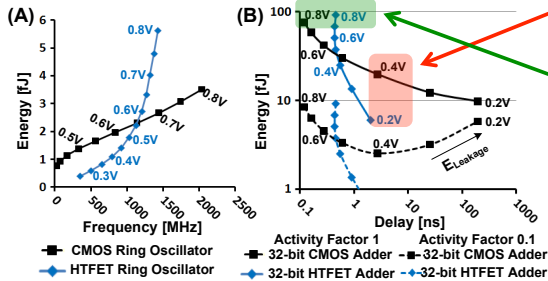 (A)
Energy [fJ]
6
5
4
3
2
1
0
0.8V
0.7V
0.6V
0.5V
0.4V
0.3V
0.5V
0.6V
0.7V
0.8V
0 500 1000 1500 2000 2500
Frequency [MHz]
CMOS Ring Oscillator
HTFET Ring Oscillator
(B)
Energy [fJ]
100
10
1
0.8V
0.8V
0.6V
0.6V
0.4V
0.4V
0.2V
0.2V
0.8V
0.6V
0.4V
0.2V
ELeakage
0.1 1 10 100
Delay [ns]
Activity Factor 1 Activity Factor 0.1
32-bit CMOS Adder 32-bit CMOS Adder
32-bit HTFET Adder 32-bit HTFET Adder